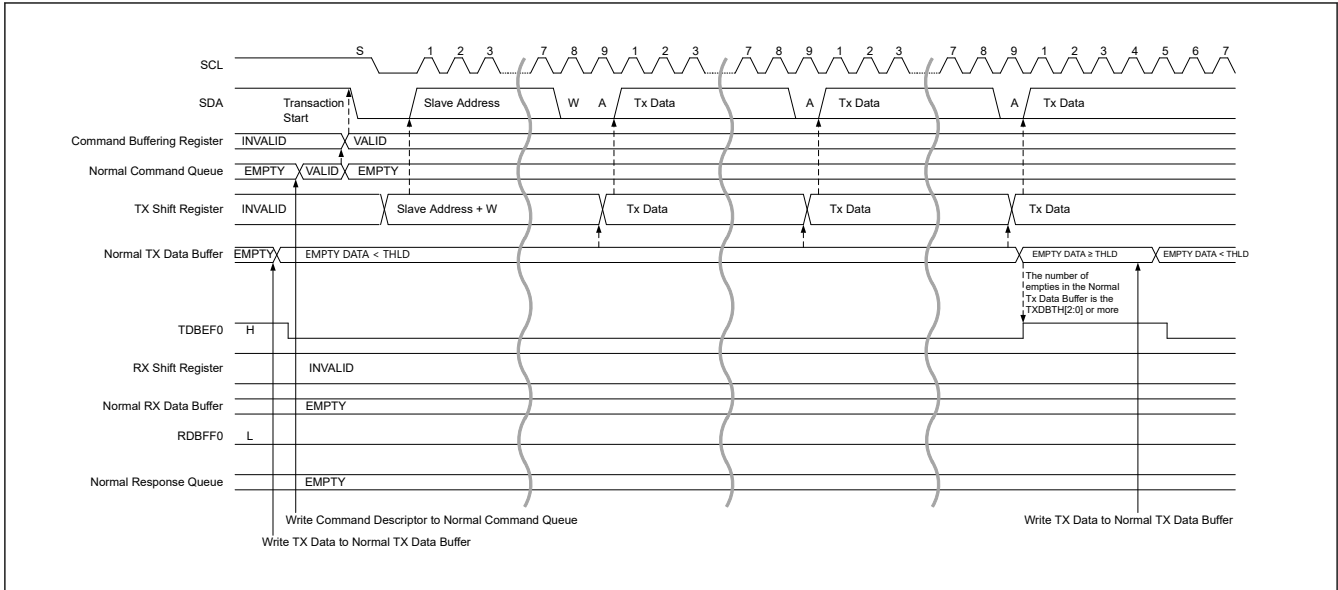 S 1 2 3 7 8 9 1 2 3 7 8 9 1 2 3 7 8 9 1 2 3 4 5 6 7
SCL
SDA Transaction Start Slave Address W A Tx Data A Tx Data A Tx Data
Command Buffering Register INVALID VALID
Normal Command Queue EMPTY VALID EMPTY
TX Shift Register INVALID Slave Address + W Tx Data Tx Data Tx Data
Normal TX Data Buffer EMPTY EMPTY DATA < THLD EMPTY DATA ≥ THLD EMPTY DATA < THLD
The number of
empties in the Normal
Tx Data Buffer is the
TXDBTH[2:0] or more
TDBEF0 H
RX Shift Register INVALID
Normal RX Data Buffer EMPTY
RDBFF0 L
Normal Response Queue EMPTY
Write Command Descriptor to Normal Command Queue Write TX Data to Normal TX Data Buffer
Write TX Data to Normal TX Data Buffer